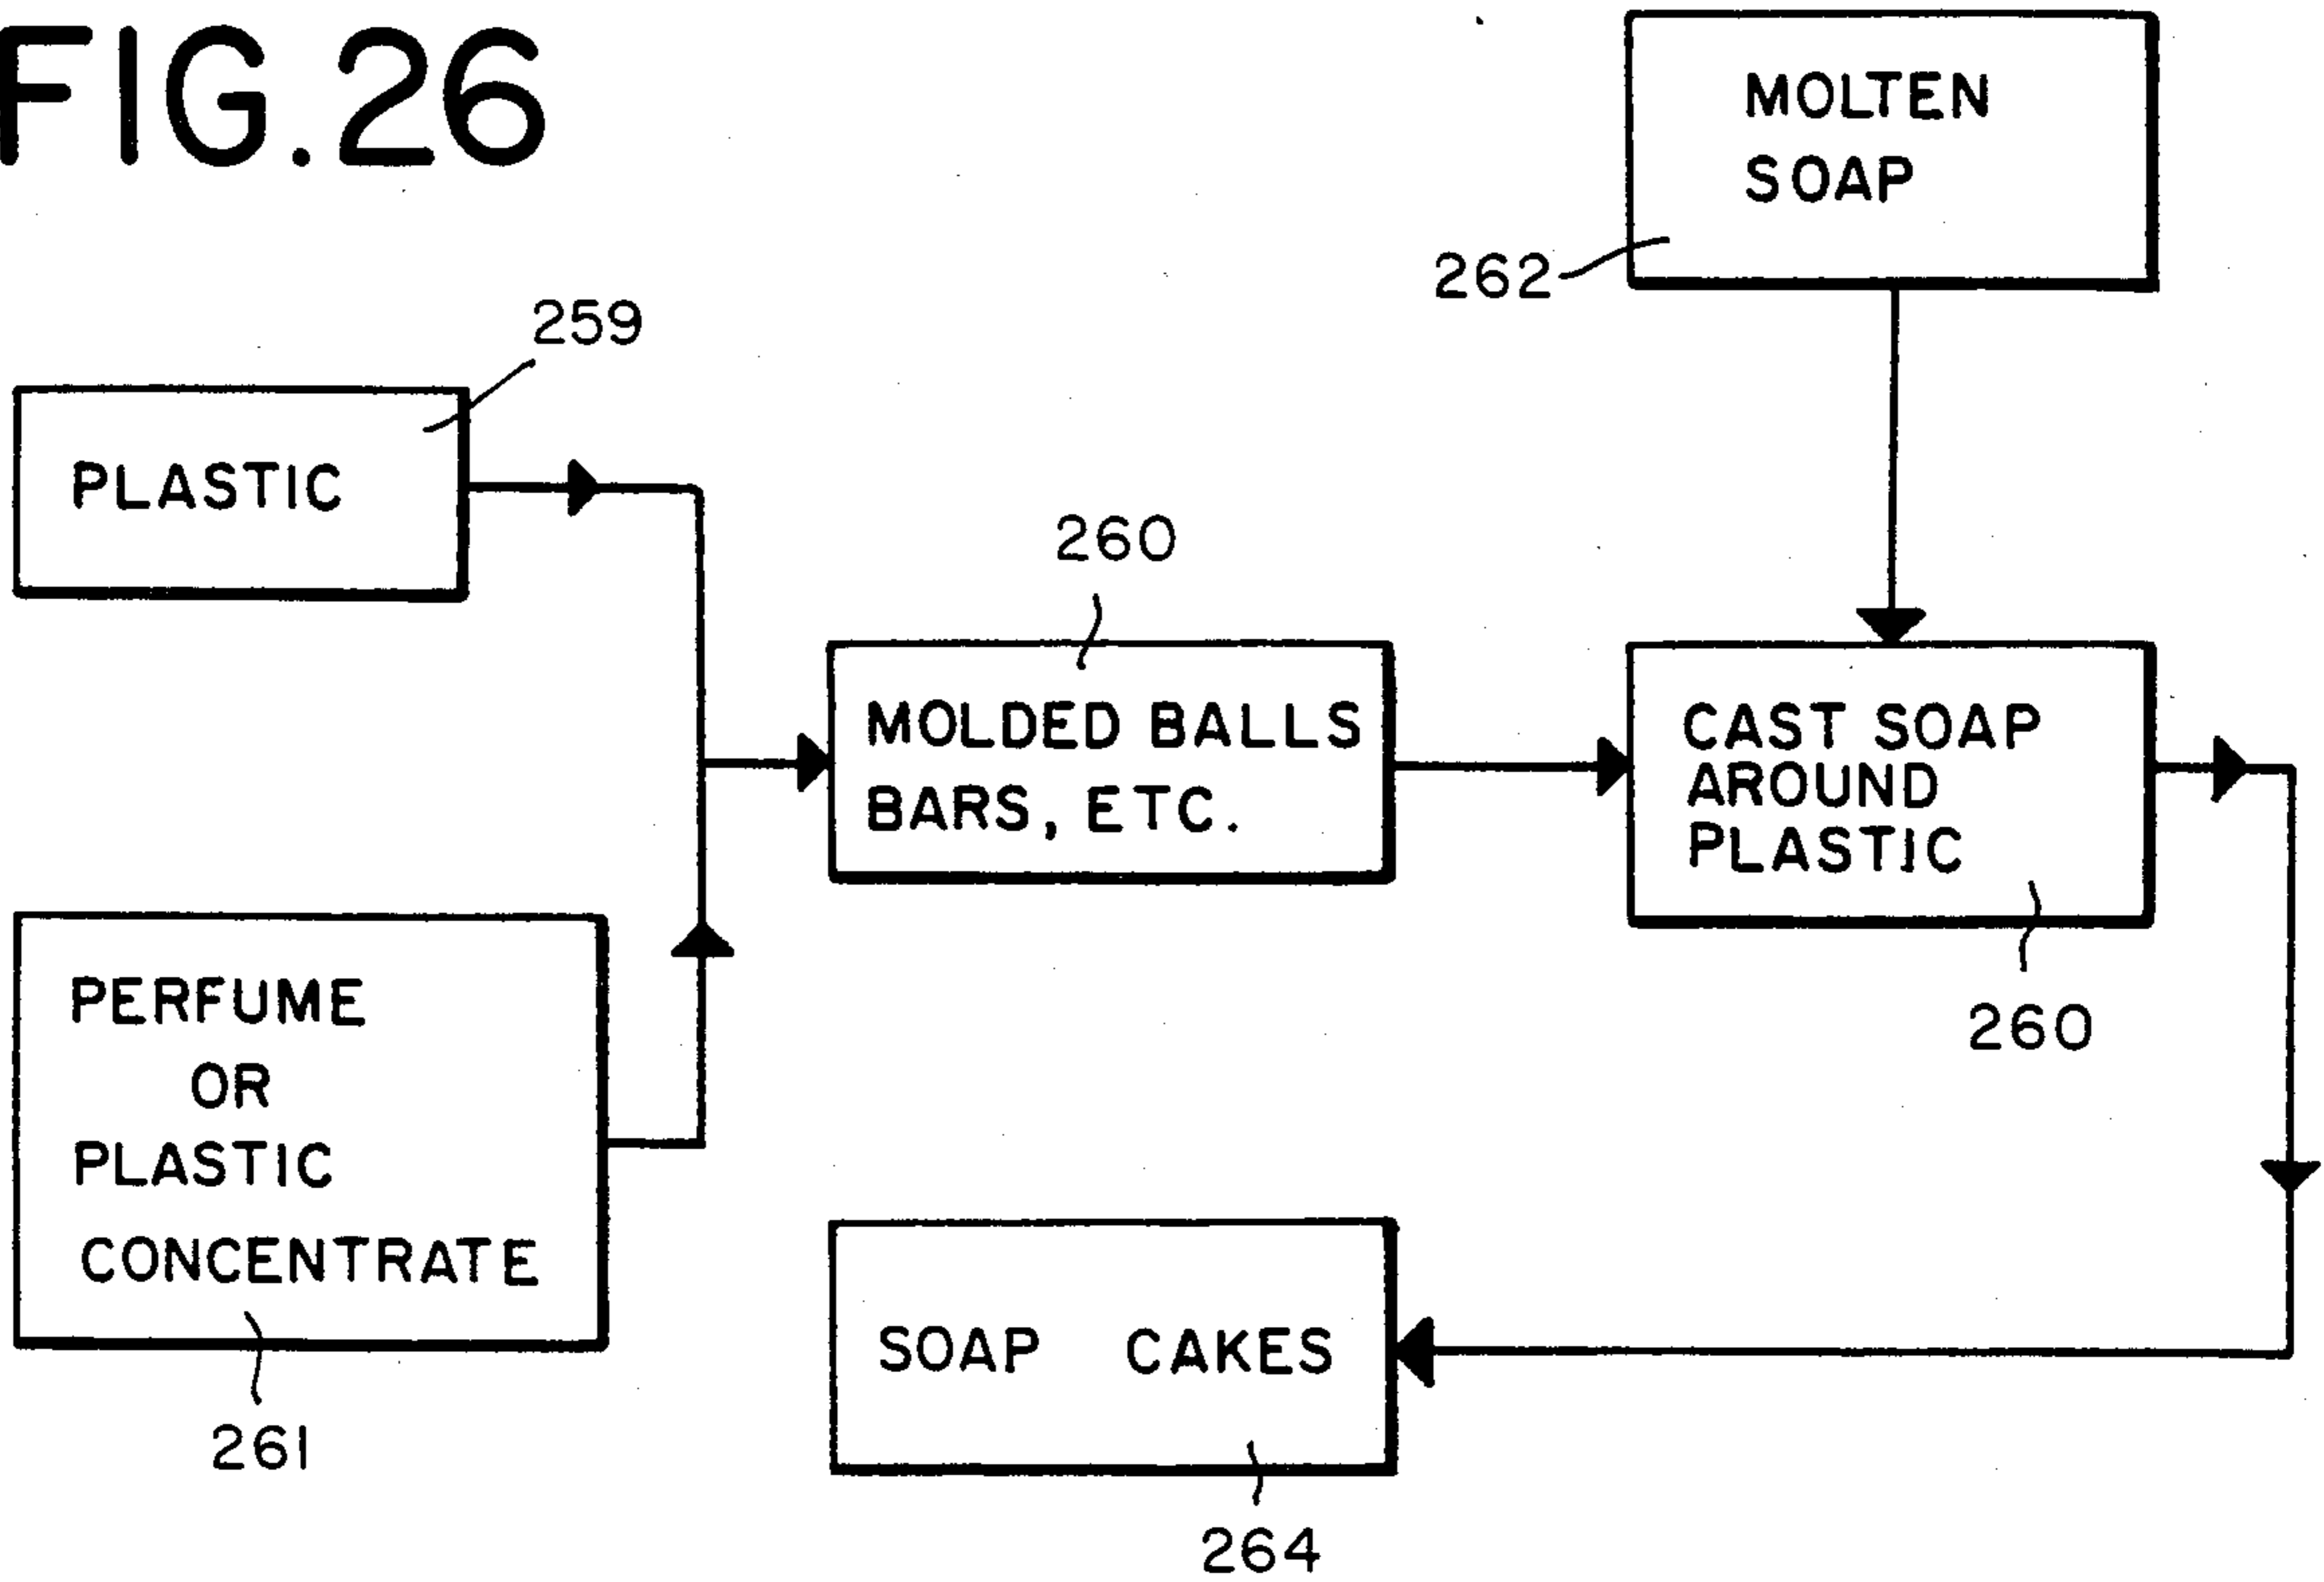 FIG.26
MOLTEN
SOAP
262
259
PLASTIC
260
MOLDED BALLS
BARS, ETC.
CAST SOAP
AROUND
PLASTIC
260
PERFUME
OR
PLASTIC
CONCENTRATE
261
SOAP CAKES
264